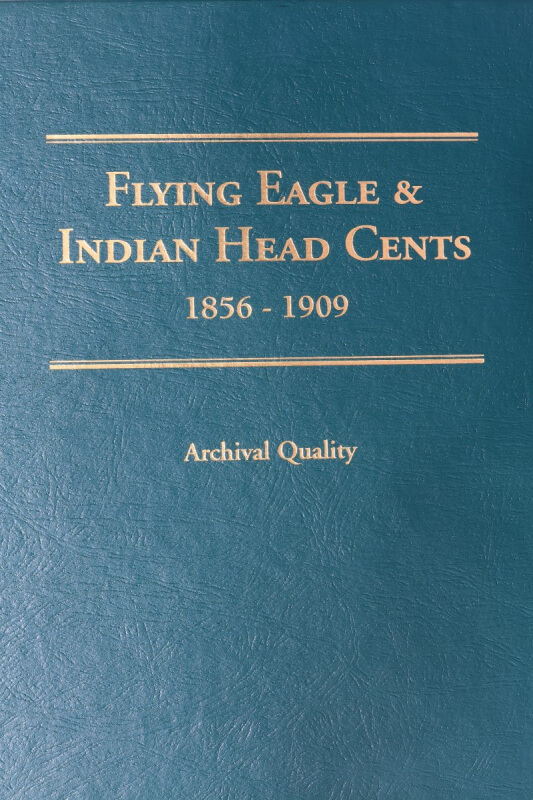 Flying Eagle &
Indian Head Cents
1856 - 1909
Archival Quality